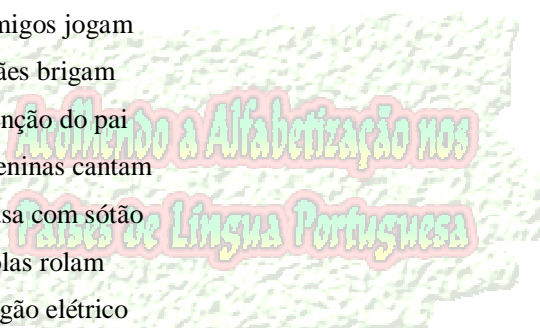 migos jogam
ães brigam
nção do pai
Acolhendo a Alfabetização nos
eninas cantam
sa com sótão
Países de Língua Portuguesa
las rolam
gão elétrico